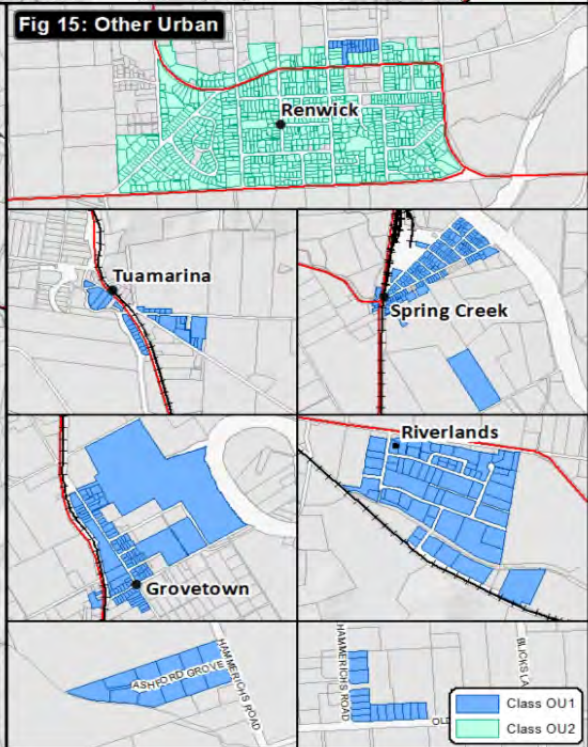 Fig 15: Other Urban
Renwick
Tuamarina
Spring Creek
Grovetown
Riverlands
ASHFORD GROVE
HAMMERICHS ROAD
HAMMERICHS ROAD
BLICKS LA
OLD
Class OU1
Class OU2